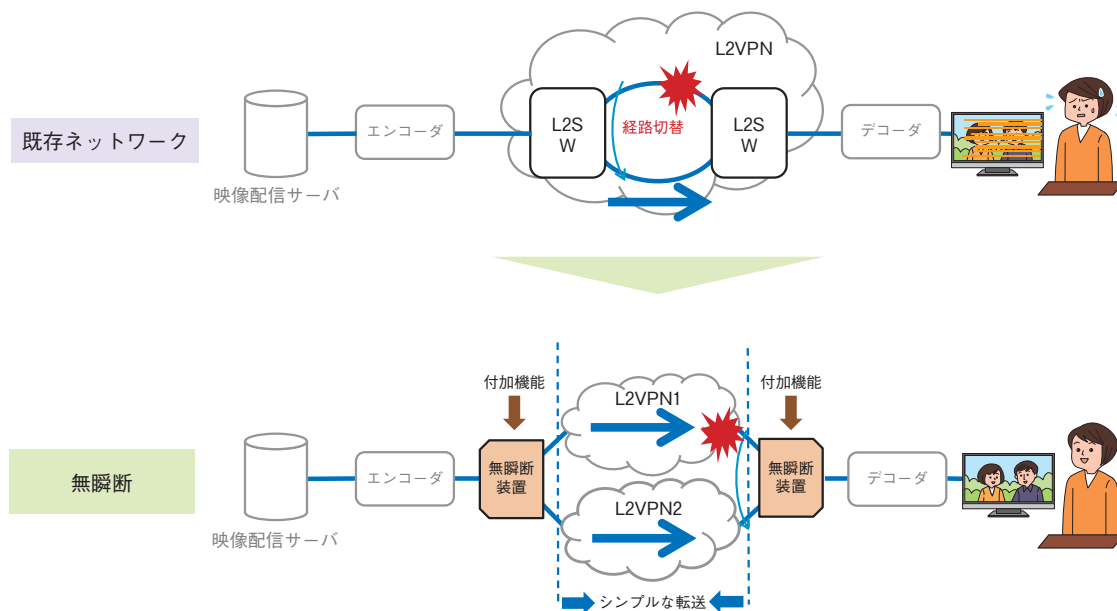 L2VPN
既存ネットワーク
映像配信サーバ
エンコーダ
L2S
W
経路切替
L2S
W
デコーダ
付加機能
付加機能
L2VPN1
無瞬断
映像配信サーバ
エンコーダ
無瞬断
装置
無瞬断
装置
デコーダ
L2VPN2
シンプルな転送